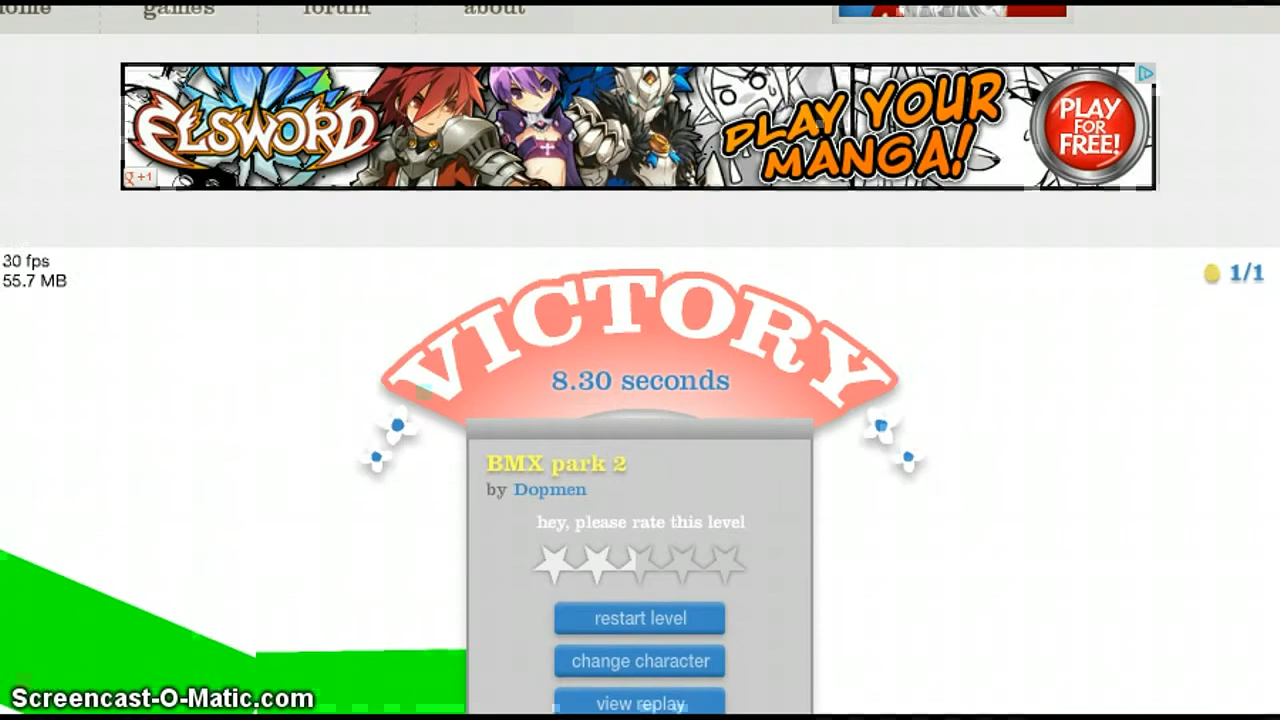 home games forum about
ELSWORD
PLAY YOUR
MANGA!
PLAY
FOR
FREE!
+1
30 fps
55.7 MB
1/1
VICTORY
8.30 seconds
BMX park 2
by Dopmen
hey, please rate this level
restart level
change character
view replay
Screencast-O-Matic.com